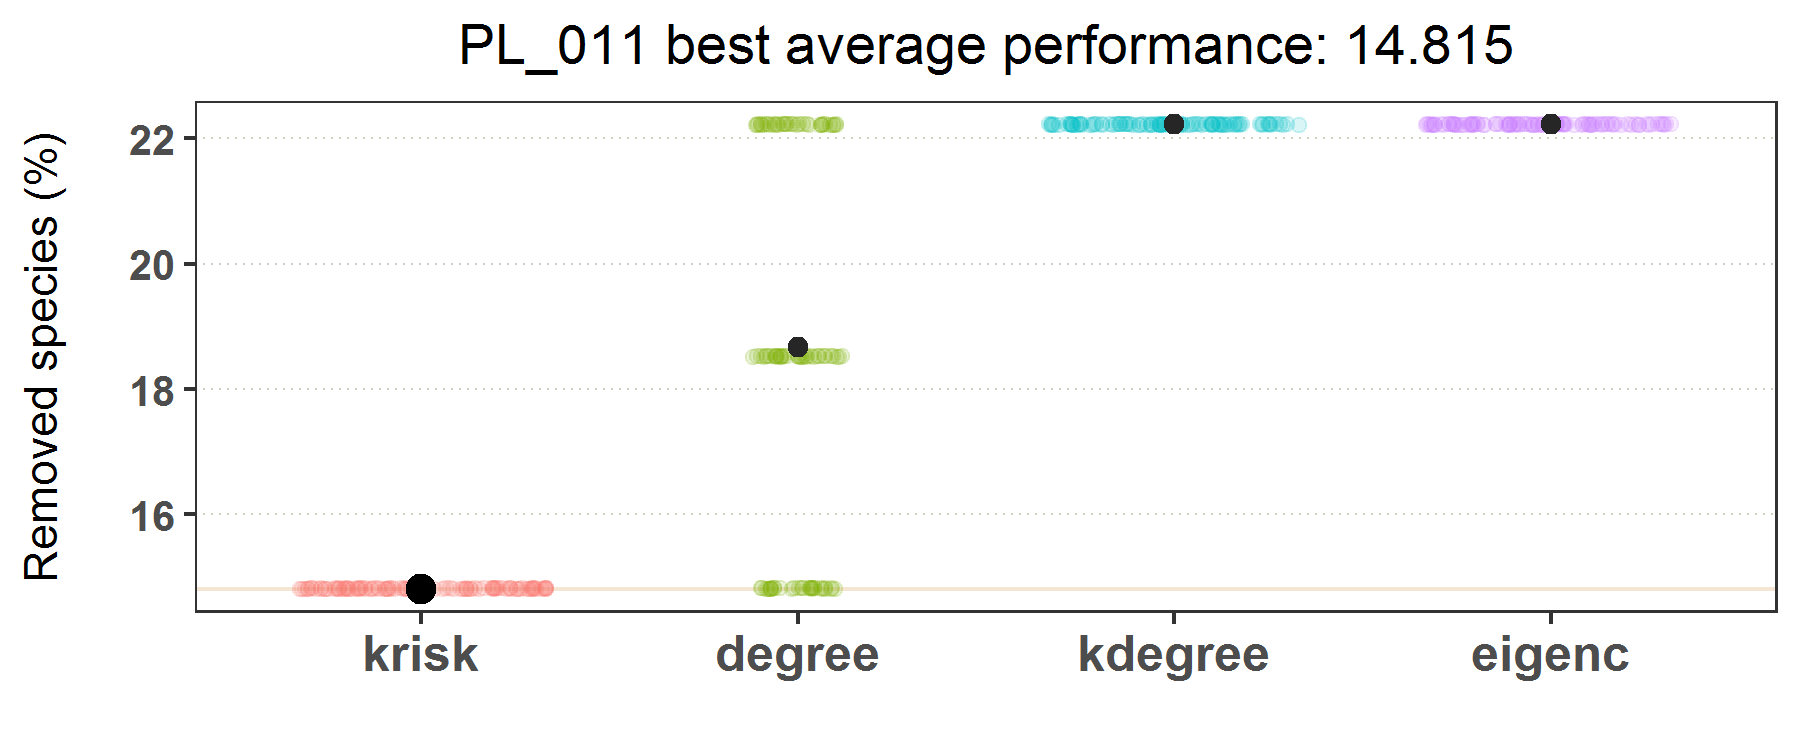 PL_011 best average performance: 14.815
Removed species (%)
22
20
18
16
krisk degree kdegree eigenc